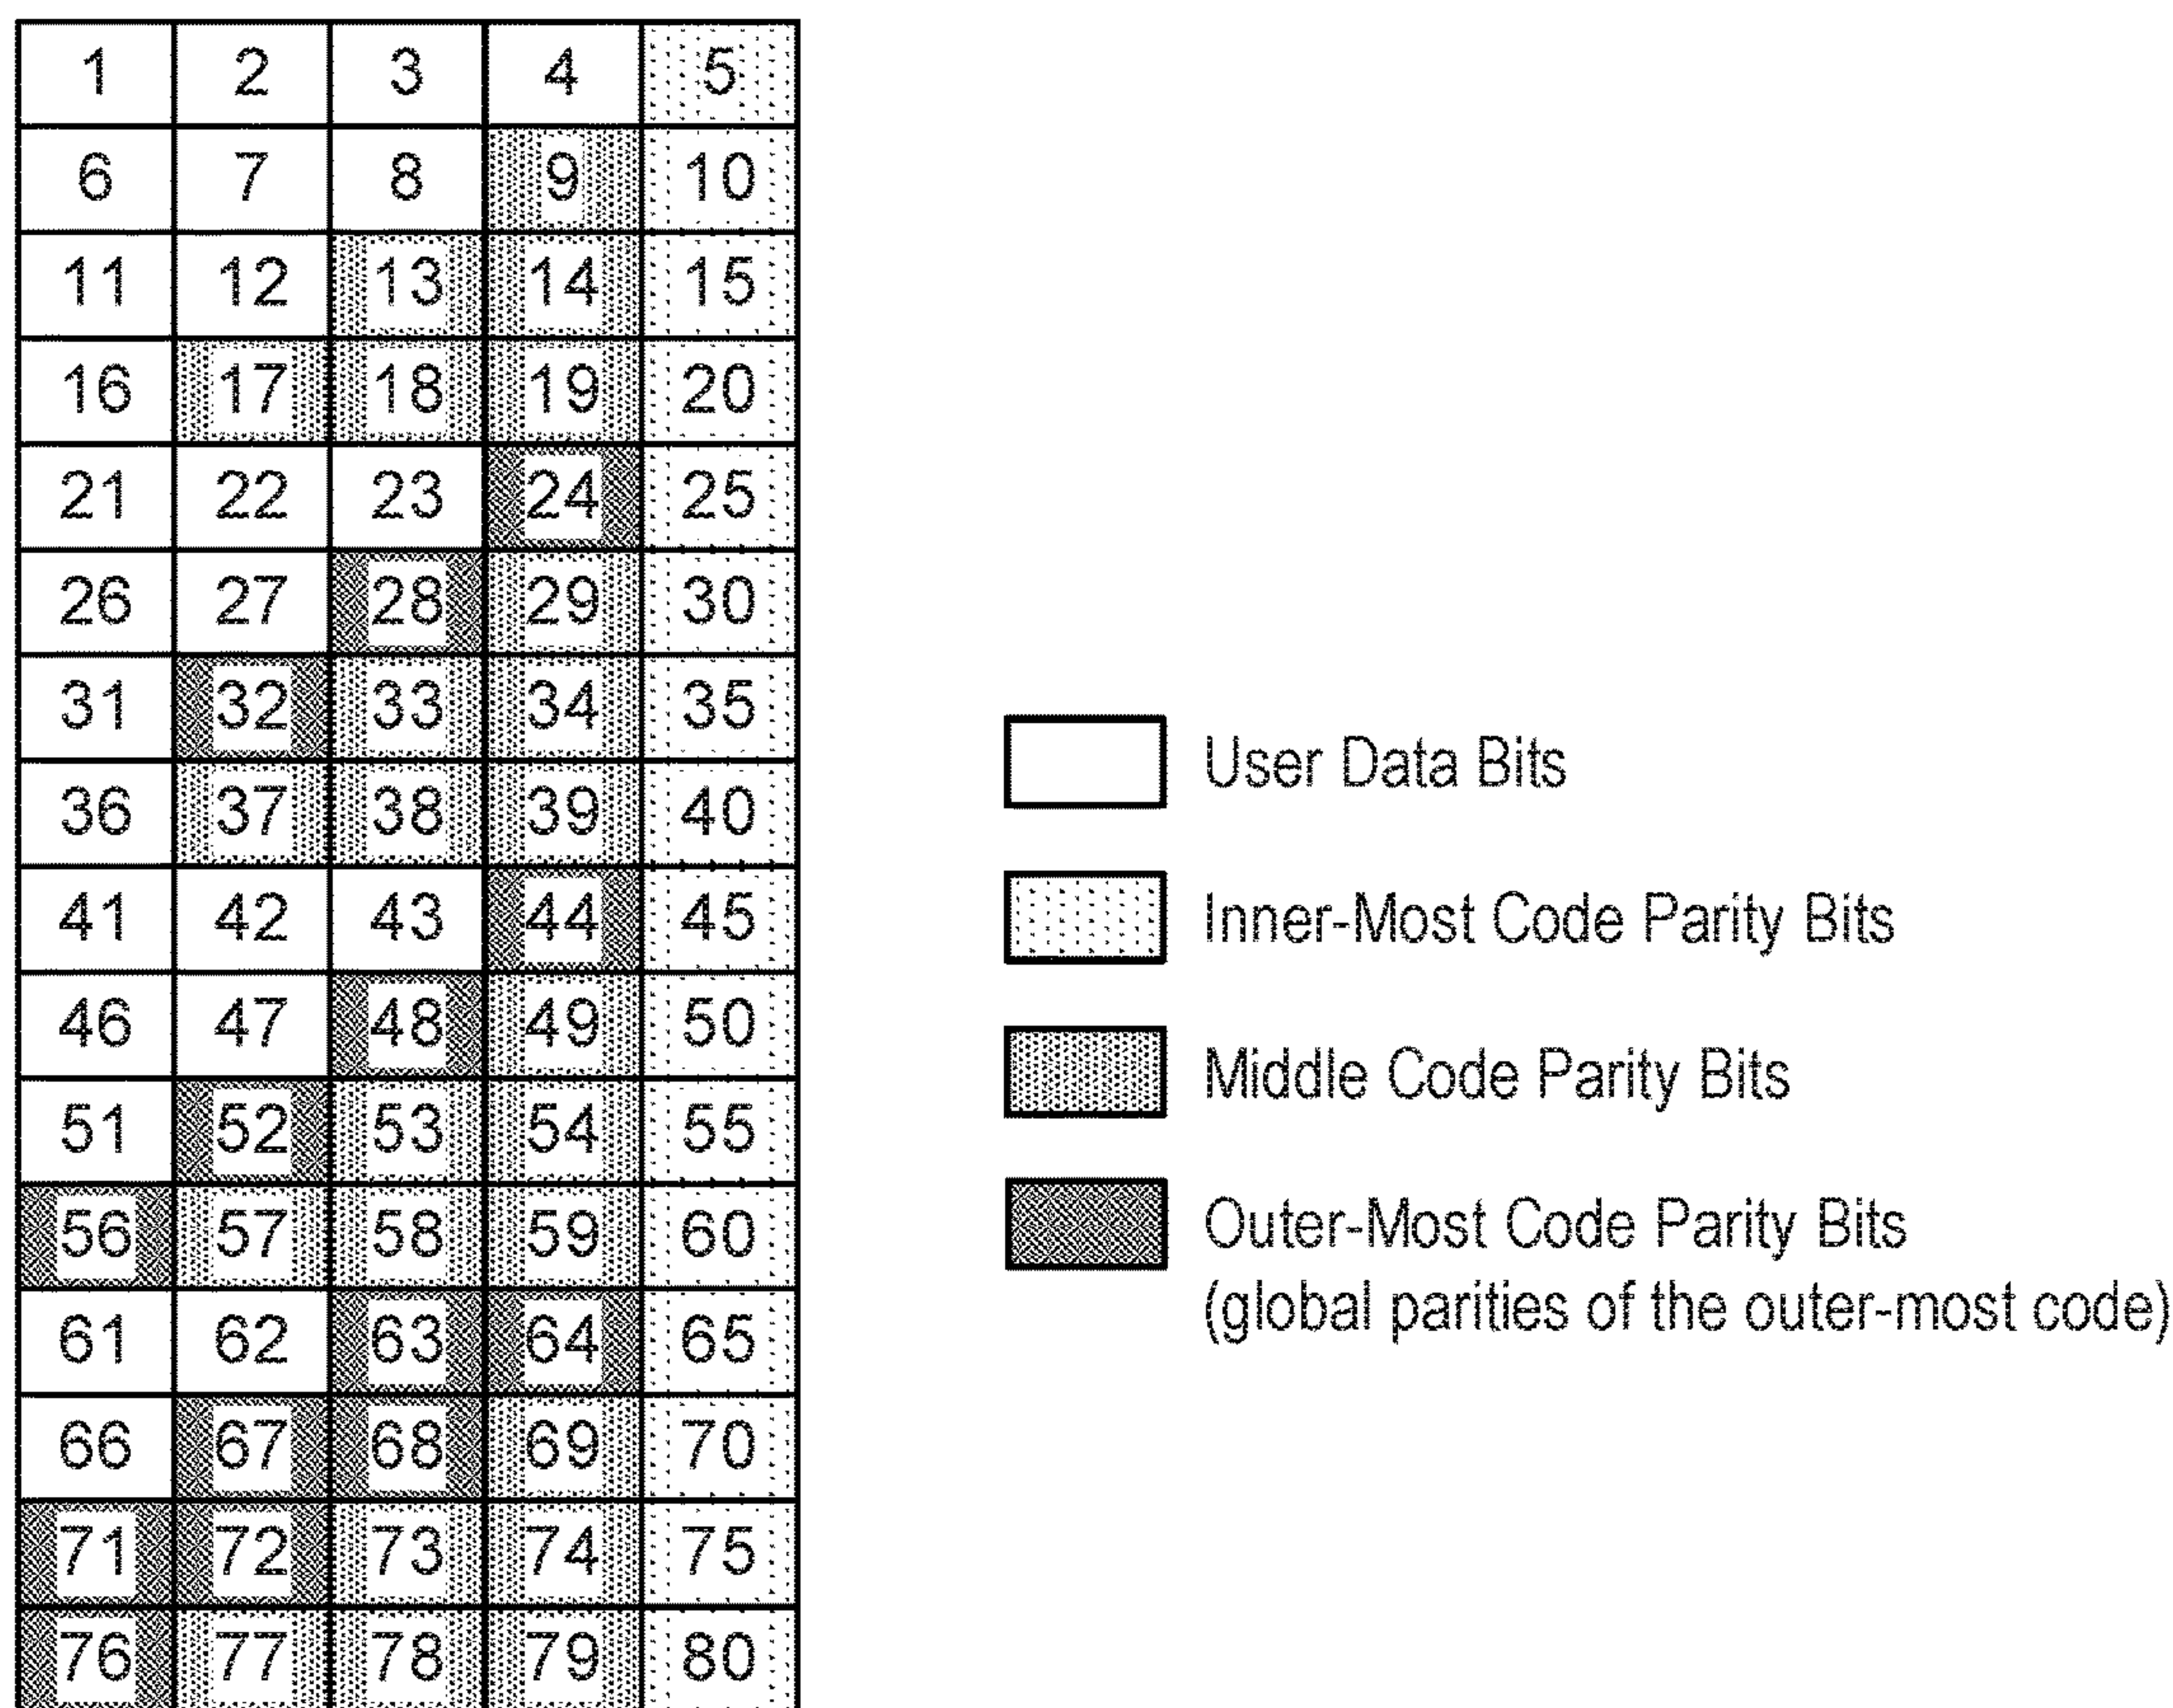 1 2 3 4 5
6 7 8 9 10
11 12 13 14 15
16 17 18 19 20
21 22 23 24 25
26 27 28 29 30
31 32 33 34 35
36 37 38 39 40
41 42 43 44 45
46 47 48 49 50
51 52 53 54 55
56 57 58 59 60
61 62 63 64 65
66 67 68 69 70
71 72 73 74 75
76 77 78 79 80
User Data Bits
Inner-Most Code Parity Bits
Middle Code Parity Bits
Outer-Most Code Parity Bits
(global parities of the outer-most code)